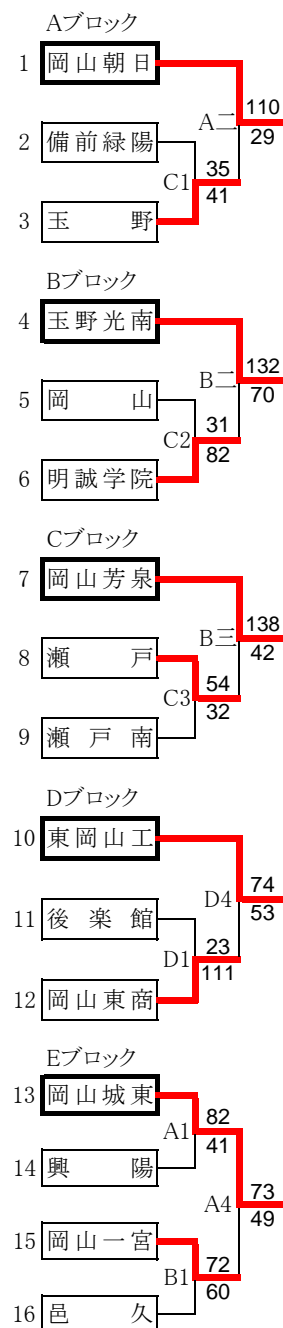 Aブロック
1 岡山朝日
110
A二
29
2 備前緑陽
35
C1
41
3 玉野
Bブロック
4 玉野光南
132
B二
70
5 岡山
31
C2
82
6 明誠学院
Cブロック
7 岡山芳泉
138
B三
42
8 瀬戸
54
C3
32
9 瀬戸南
Dブロック
10 東岡山工
74
D4
53
11 後楽館
23
D1
111
12 岡山東商
Eブロック
13 岡山城東
82
A1
41
14 興陽
73
A4
49
15 岡山一宮
72
B1
60
16 邑久